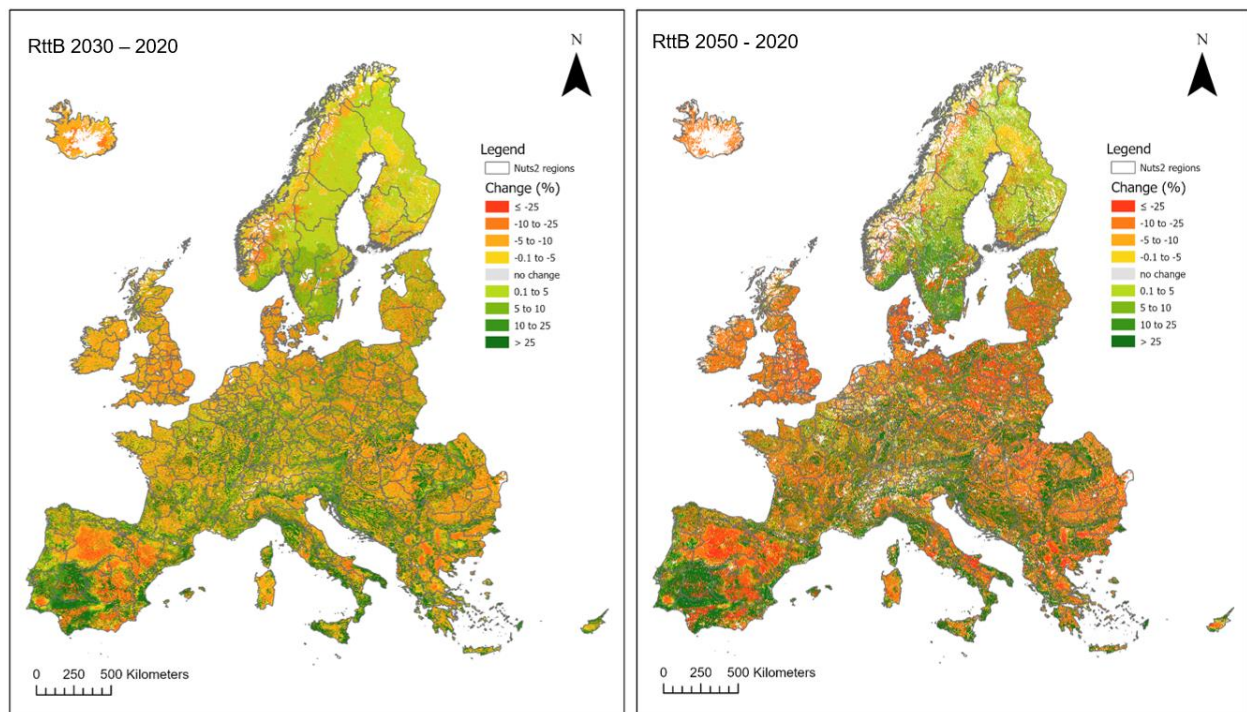 RttB 2030 – 2020
N
Legend
Nuts2 regions
Change (%)
≤ -25
-10 to -25
-5 to -10
-0.1 to -5
no change
0.1 to 5
5 to 10
10 to 25
> 25
0 250 500 Kilometers
RttB 2050 - 2020
N
Legend
Nuts2 regions
Change (%)
≤ -25
-10 to -25
-5 to -10
-0.1 to -5
no change
0.1 to 5
5 to 10
10 to 25
> 25
0 250 500 Kilometers